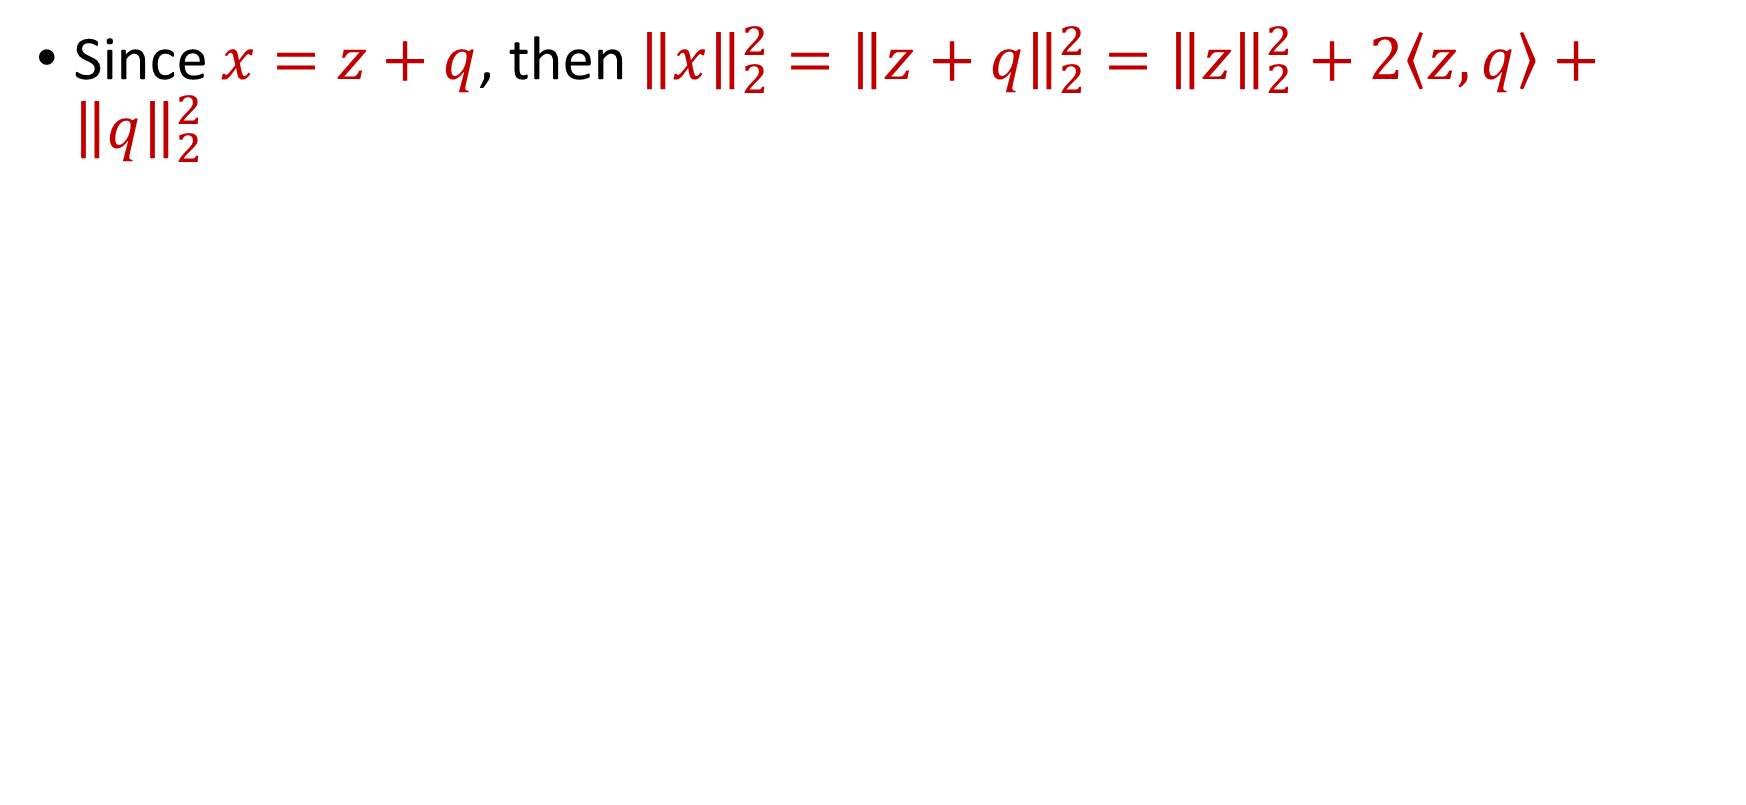 • Since 𝑥 = 𝑧 + 𝑞, then ‖𝑥‖₂² = ‖𝑧 + 𝑞‖₂² = ‖𝑧‖₂² + 2⟨𝑧, 𝑞⟩ +
‖𝑞‖₂²